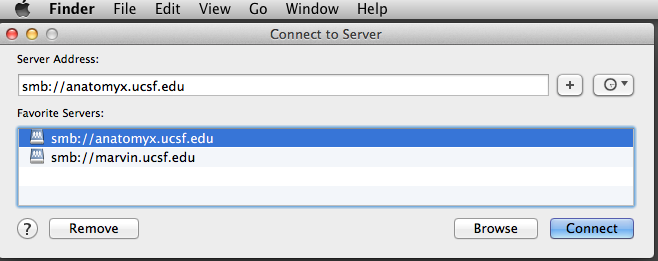 Finder File Edit View Go Window Help
Connect to Server
Server Address:
smb://anatomyx.ucsf.edu
+
Favorite Servers:
smb://anatomyx.ucsf.edu
smb://marvin.ucsf.edu
? Remove Browse Connect